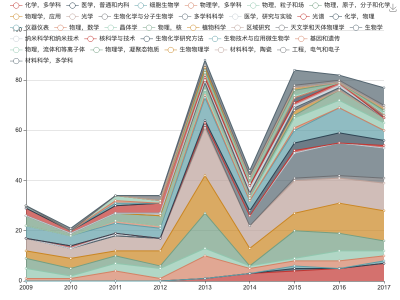 化学，多学科 医学，普通和内科 细胞生物学 物理学，多学科 物理，粒子和场 物理，原子、分子和化学
物理学，应用 光学 生物化学与分子生物学 多学科科学 医学，研究与实验 光谱 化学，物理
仪器仪表 物理，数学 晶体学 物理，核 植物科学 区域研究 天文学和天体物理学 生物学
纳米科学和纳米技术 核科学与技术 生物化学研究方法 生物技术与应用微生物学 基因和遗传
物理，流体和等离子体 物理学，凝聚态物质 生物物理学 材料科学，陶瓷 工程，电气和电子
材料科学，多学科
80
60
40
20
0
2009 2010 2011 2012 2013 2014 2015 2016 2017